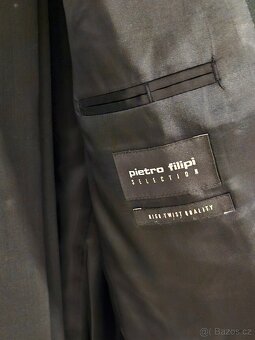 pietro filipi
SELECTION
HIGH TWIST QUALITY
Bazos.cz